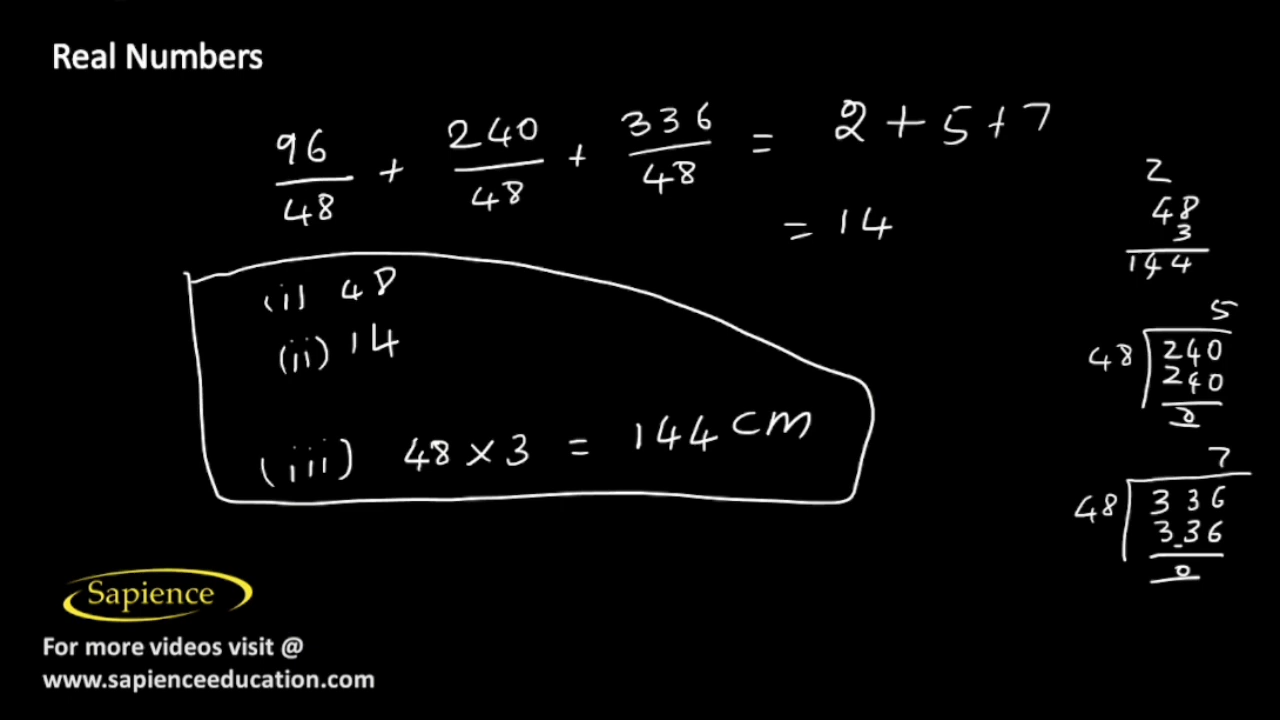 Real Numbers
96/48 + 240/48 + 336/48 = 2 + 5 + 7
= 14
(i) 48
(ii) 14
(iii) 48 × 3 = 144 cm
2
48
3
144
5
48 240
240
0
7
48 336
336
0
Sapience
For more videos visit @
www.sapienceeducation.com